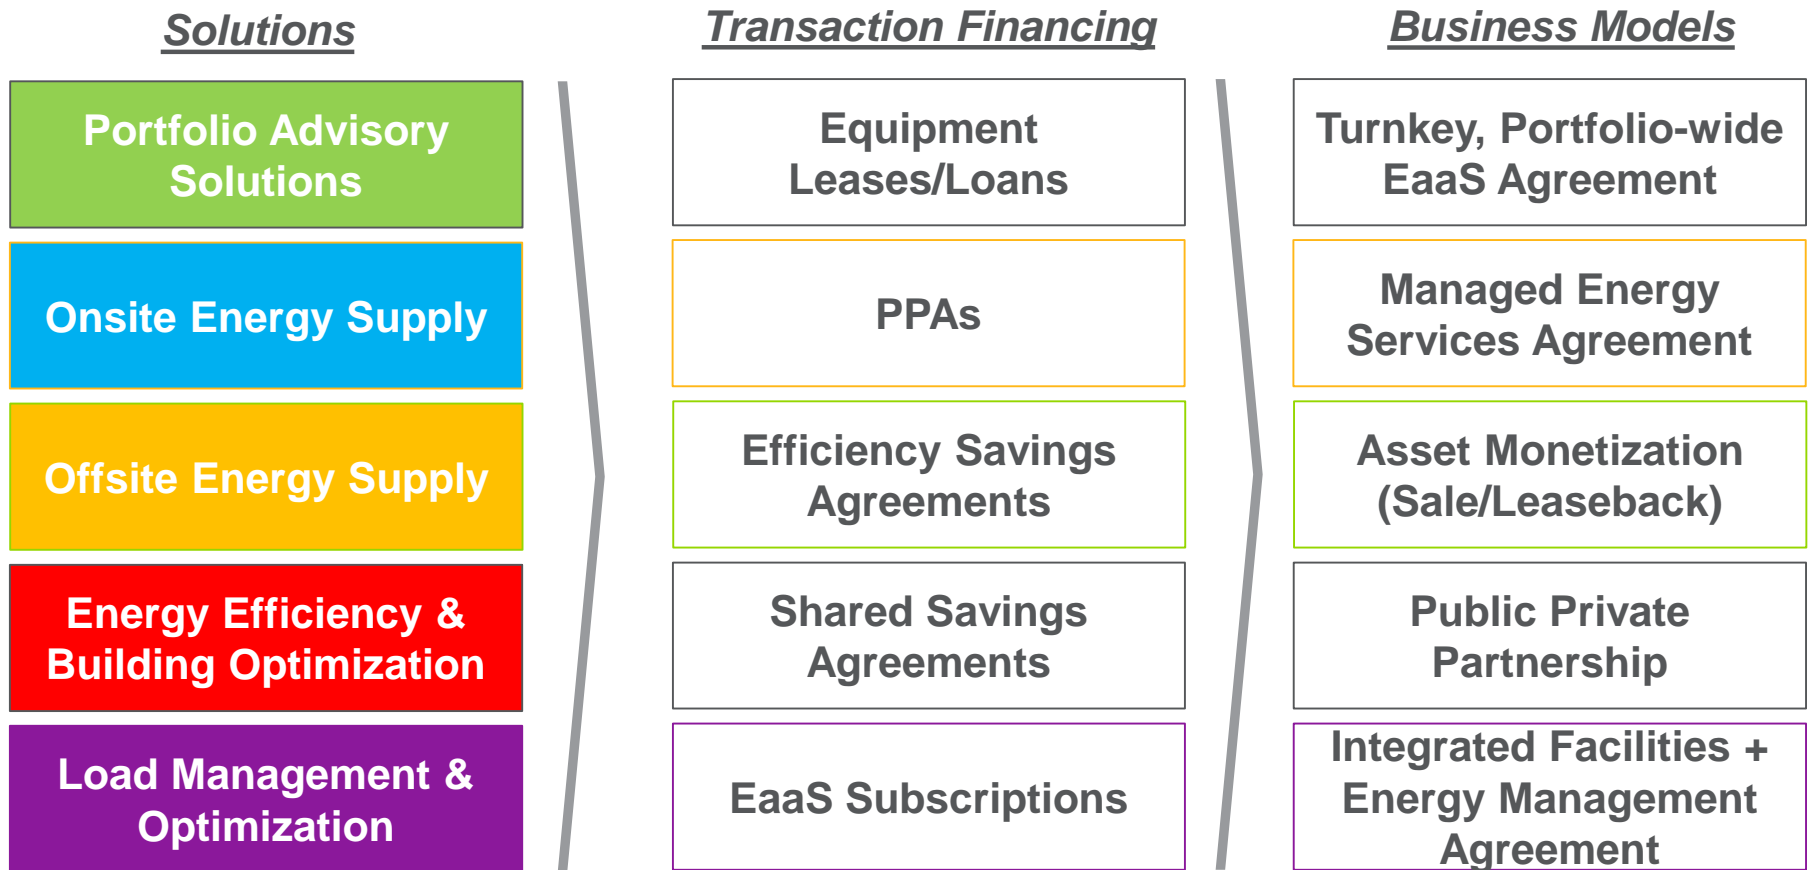 Solutions
Portfolio Advisory
Solutions
Onsite Energy Supply
Offsite Energy Supply
Energy Efficiency &
Building Optimization
Load Management &
Optimization
Transaction Financing
Equipment
Leases/Loans
PPAs
Efficiency Savings
Agreements
Shared Savings
Agreements
EaaS Subscriptions
Business Models
Turnkey, Portfolio-wide
EaaS Agreement
Managed Energy
Services Agreement
Asset Monetization
(Sale/Leaseback)
Public Private
Partnership
Integrated Facilities +
Energy Management
Agreement